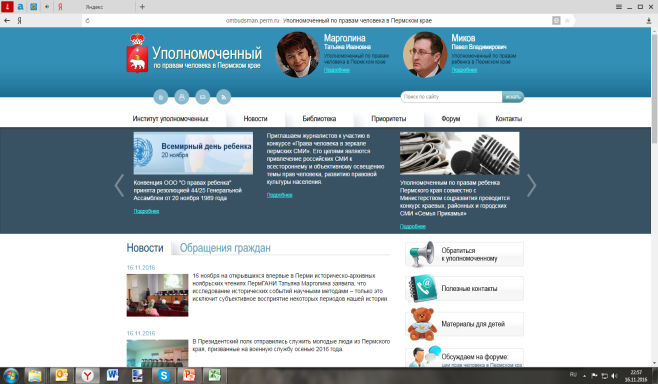 Яндекс
ombudsman.perm.ru Уполномоченный по правам человека в Пермском крае
Уполномоченный
по правам человека в Пермском крае
Марголина
Татьяна Ивановна
Уполномоченный по правам
человека в Пермском крае
Подробнее
Миков
Павел Владимирович
Уполномоченный по правам
ребенка в Пермском крае
Подробнее
Поиск по сайту
искать
Институт уполномоченных
Новости
Библиотека
Приоритеты
Форум
Контакты
Всемирный день ребенка
20 ноября
Конвенция ООО "О правах ребенка"
принята резолюцией 44/25 Генеральной
Ассамблеи от 20 ноября 1989 года
Подробнее
Приглашаем журналистов к участию в
конкурсе «Права человека в зеркале
пермских СМИ». Его целями являются
привлечение российских СМИ к
всестороннему и объективному освещению
темы прав человека, развитию правовой
культуры населения.
Подробнее
Уполномоченным по правам ребенка
Пермского края совместно с
Министерством соцразвития проводится
конкурс краевых, районных и городских
СМИ «Семья Прикамья»
Подробнее
Новости
Обращения граждан
16.11.2016
16 ноября на открывшихся впервые в Перми историческо-архивных
ноябрьских чтениях ПермГАНИ Татьяна Марголина заявила, что
исследование исторических событий научными методами – только это
исключит субъективное восприятие некоторых периодов нашей истории.
16.11.2016
В Президентский полк отправились служить молодые люди из Пермского
края, призванные на военную службу осенью 2016 года
Обратиться
к уполномоченному
Полезные контакты
Материалы для детей
Обсуждаем на форуме:
RU
22:57
16.11.2016